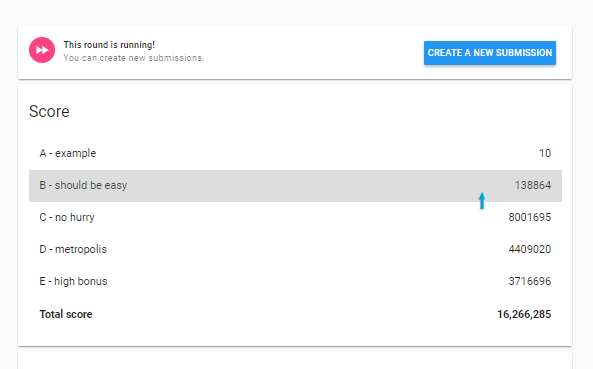 This round is running!
You can create new submissions.
CREATE A NEW SUBMISSION
Score
A - example 10
B - should be easy 138864
C - no hurry 8001695
D - metropolis 4409020
E - high bonus 3716696
Total score 16,266,285